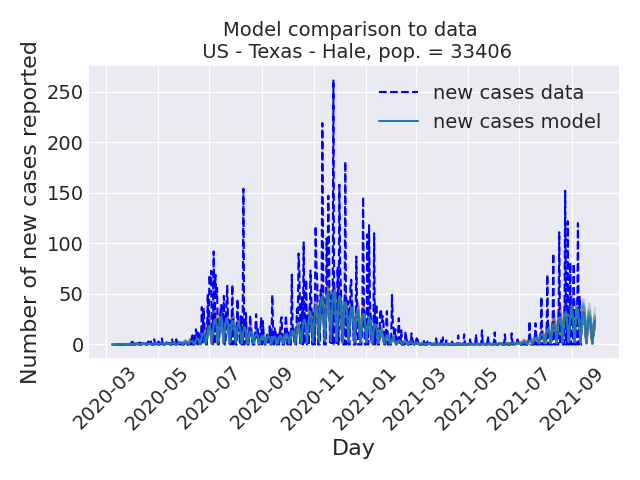 Model comparison to data
US - Texas - Hale, pop. = 33406
Number of new cases reported
250
200
150
100
50
0
new cases data
new cases model
2020-03
2020-05
2020-07
2020-09
2020-11
2021-01
2021-03
2021-05
2021-07
2021-09
Day